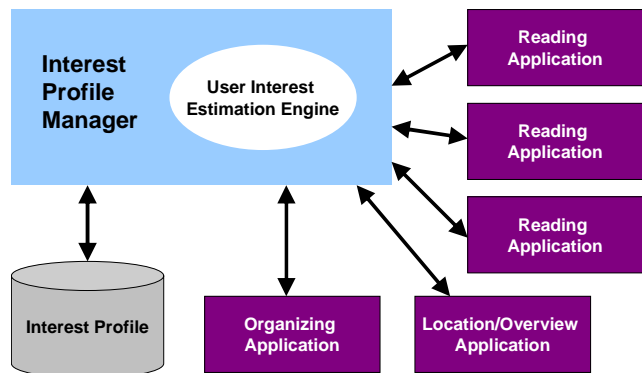 Interest
Profile
Manager
User Interest
Estimation Engine
Reading
Application
Reading
Application
Reading
Application
Interest Profile
Organizing
Application
Location/Overview
Application